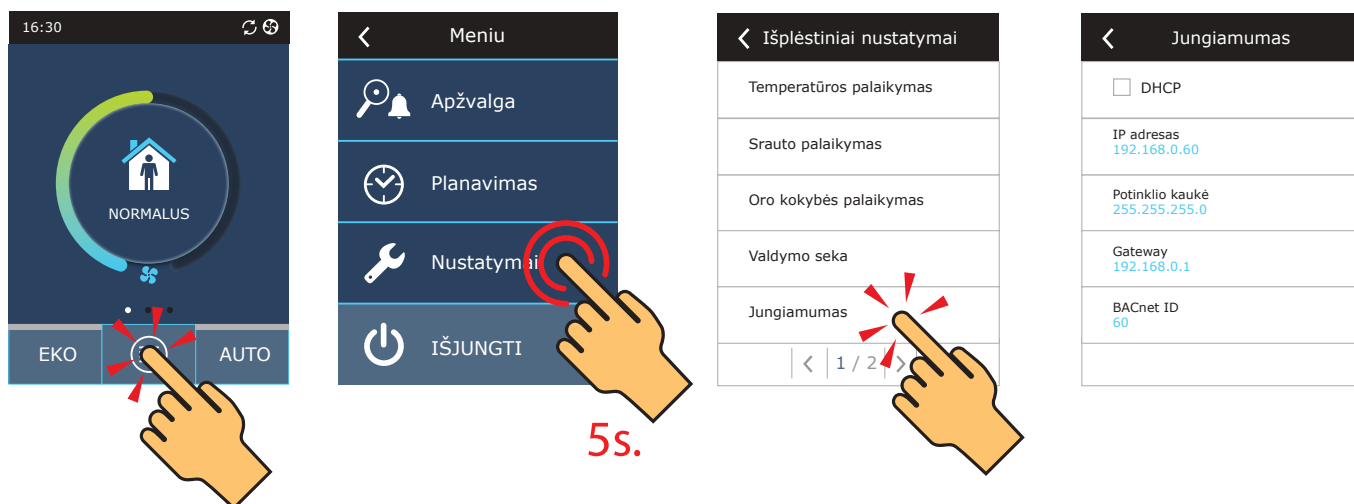 16:30
NORMALUS
EKO
AUTO
Meniu
Apžvalga
Planavimas
Nustatymai
IŠJUNGTI
5s.
Išplėstiniai nustatymai
Temperatūros palaikymas
Srauto palaikymas
Oro kokybės palaikymas
Valdymo seka
Jungiamumas
1 / 2
Jungiamumas
DHCP
IP adresas
192.168.0.60
Potinklio kaukė
255.255.255.0
Gateway
192.168.0.1
BACnet ID
60